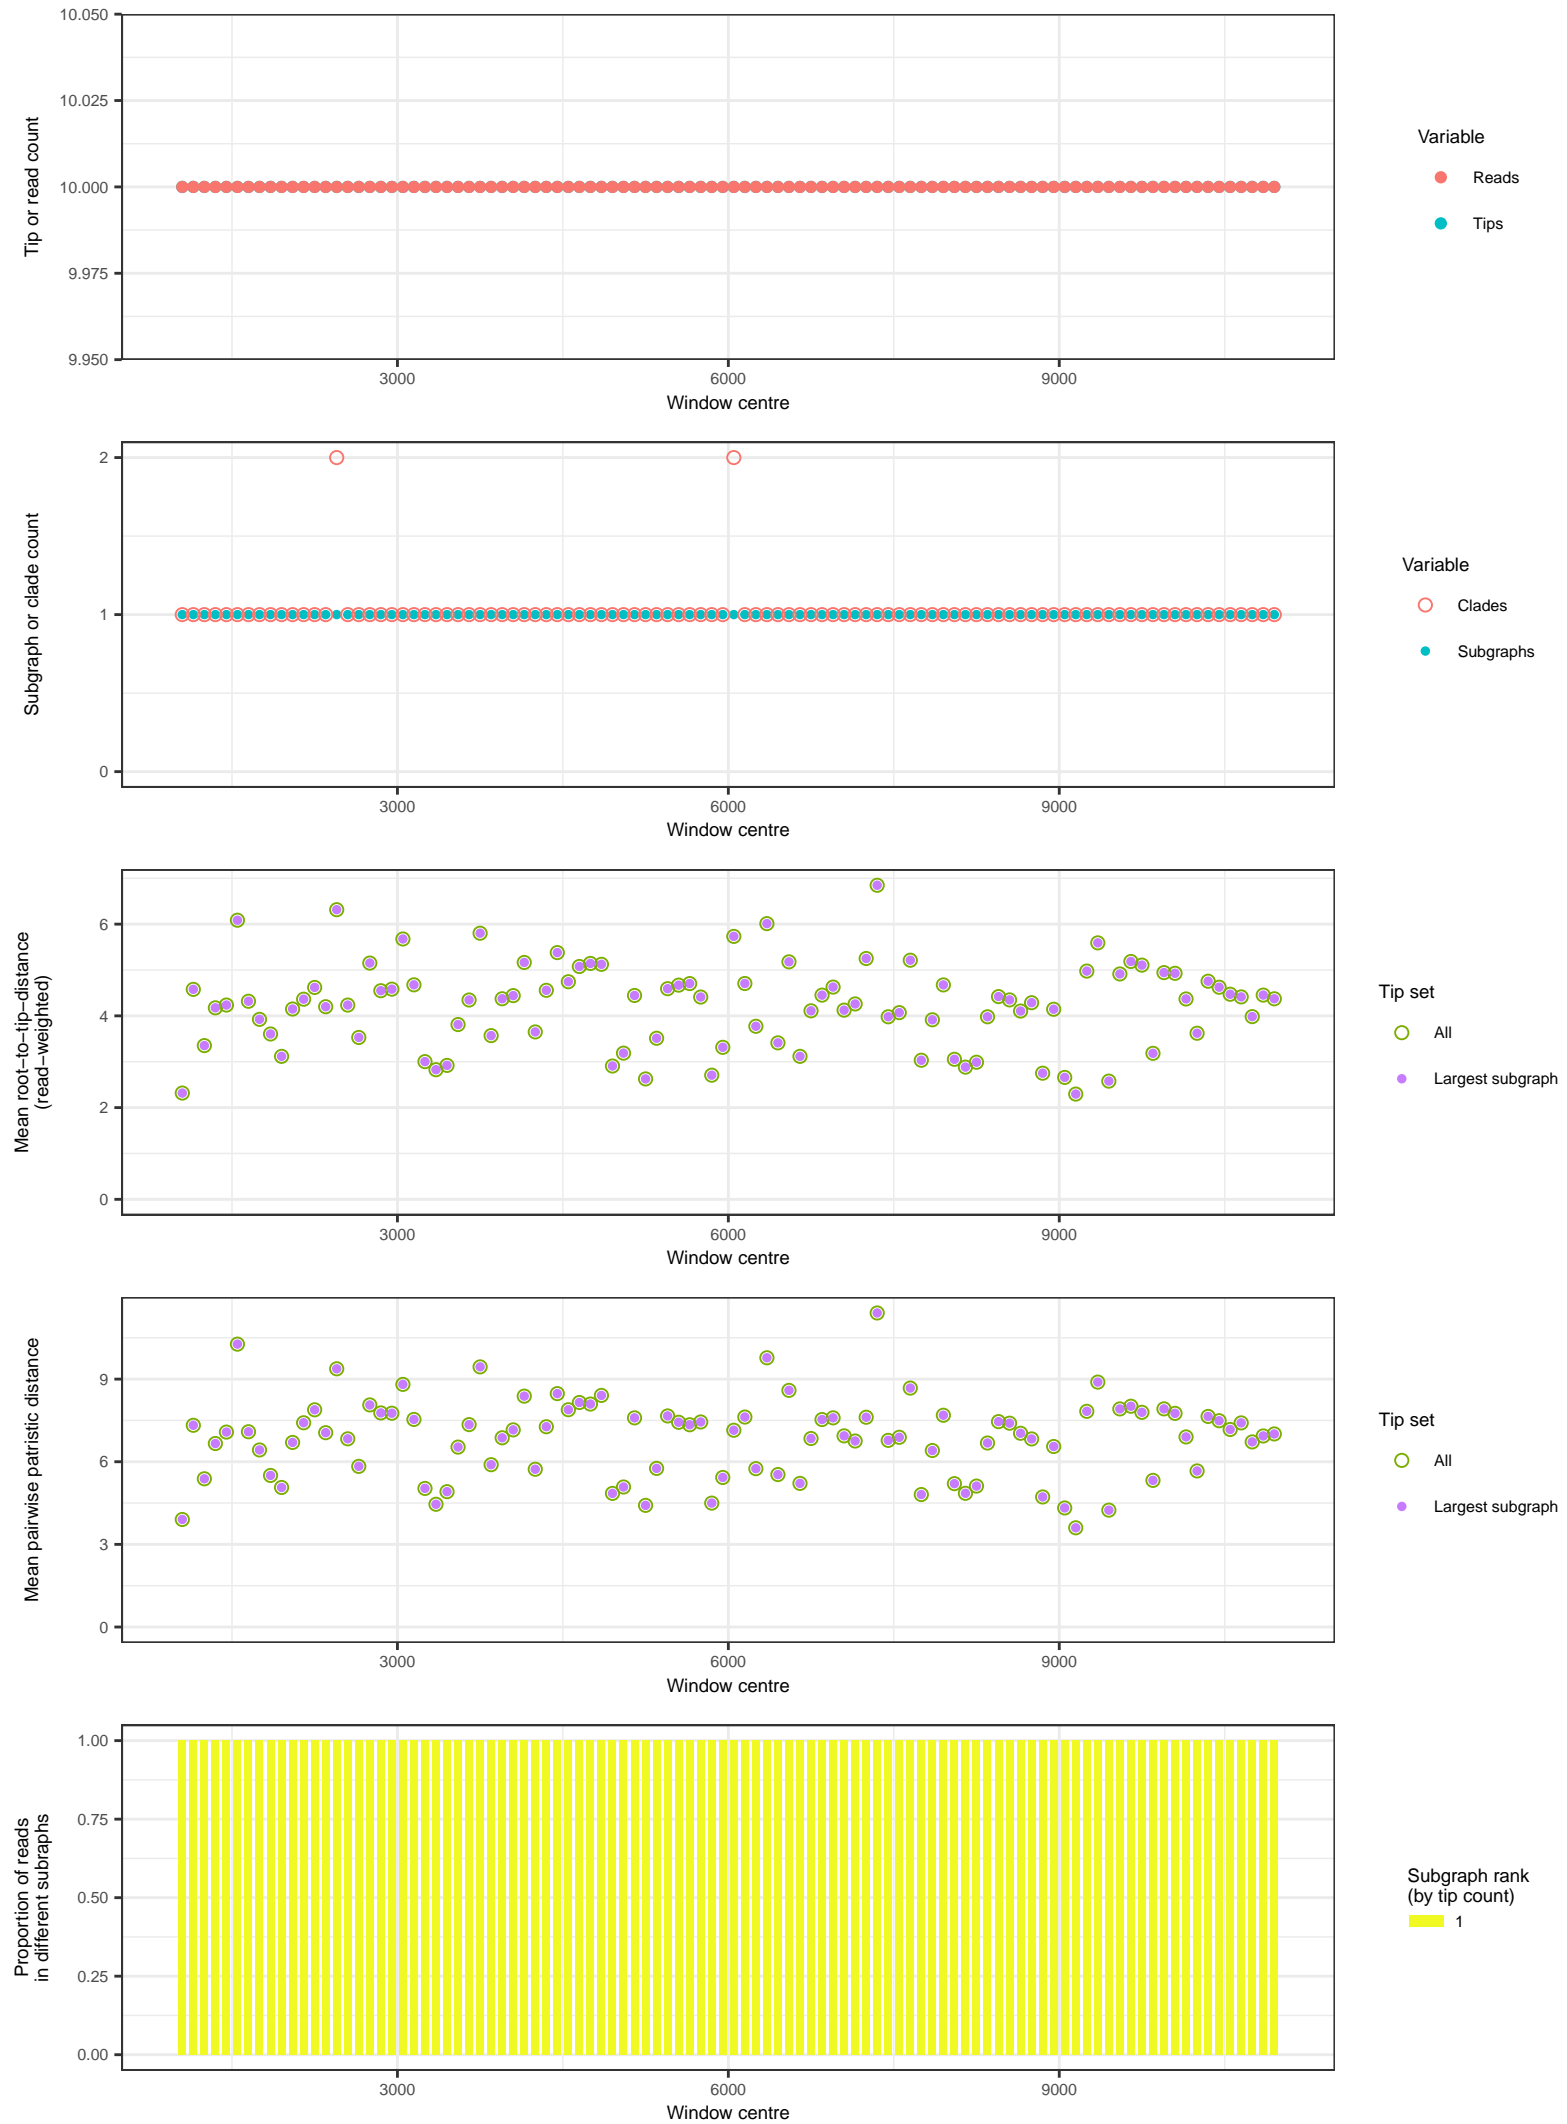 10.050
10.025
10.000
9.975
9.950
Tip or read count
3000 6000 9000
Window centre
Variable
Reads
Tips
2
1
0
Subgraph or clade count
3000 6000 9000
Window centre
Variable
Clades
Subgraphs
6
4
2
0
Mean root−to−tip−distance
(read−weighted)
3000 6000 9000
Window centre
Tip set
All
Largest subgraph
9
6
3
0
Mean pairwise patristic distance
3000 6000 9000
Window centre
Tip set
All
Largest subgraph
1.00
0.75
0.50
0.25
0.00
Proportion of reads
in different subraphs
3000 6000 9000
Window centre
Subgraph rank
(by tip count)
1